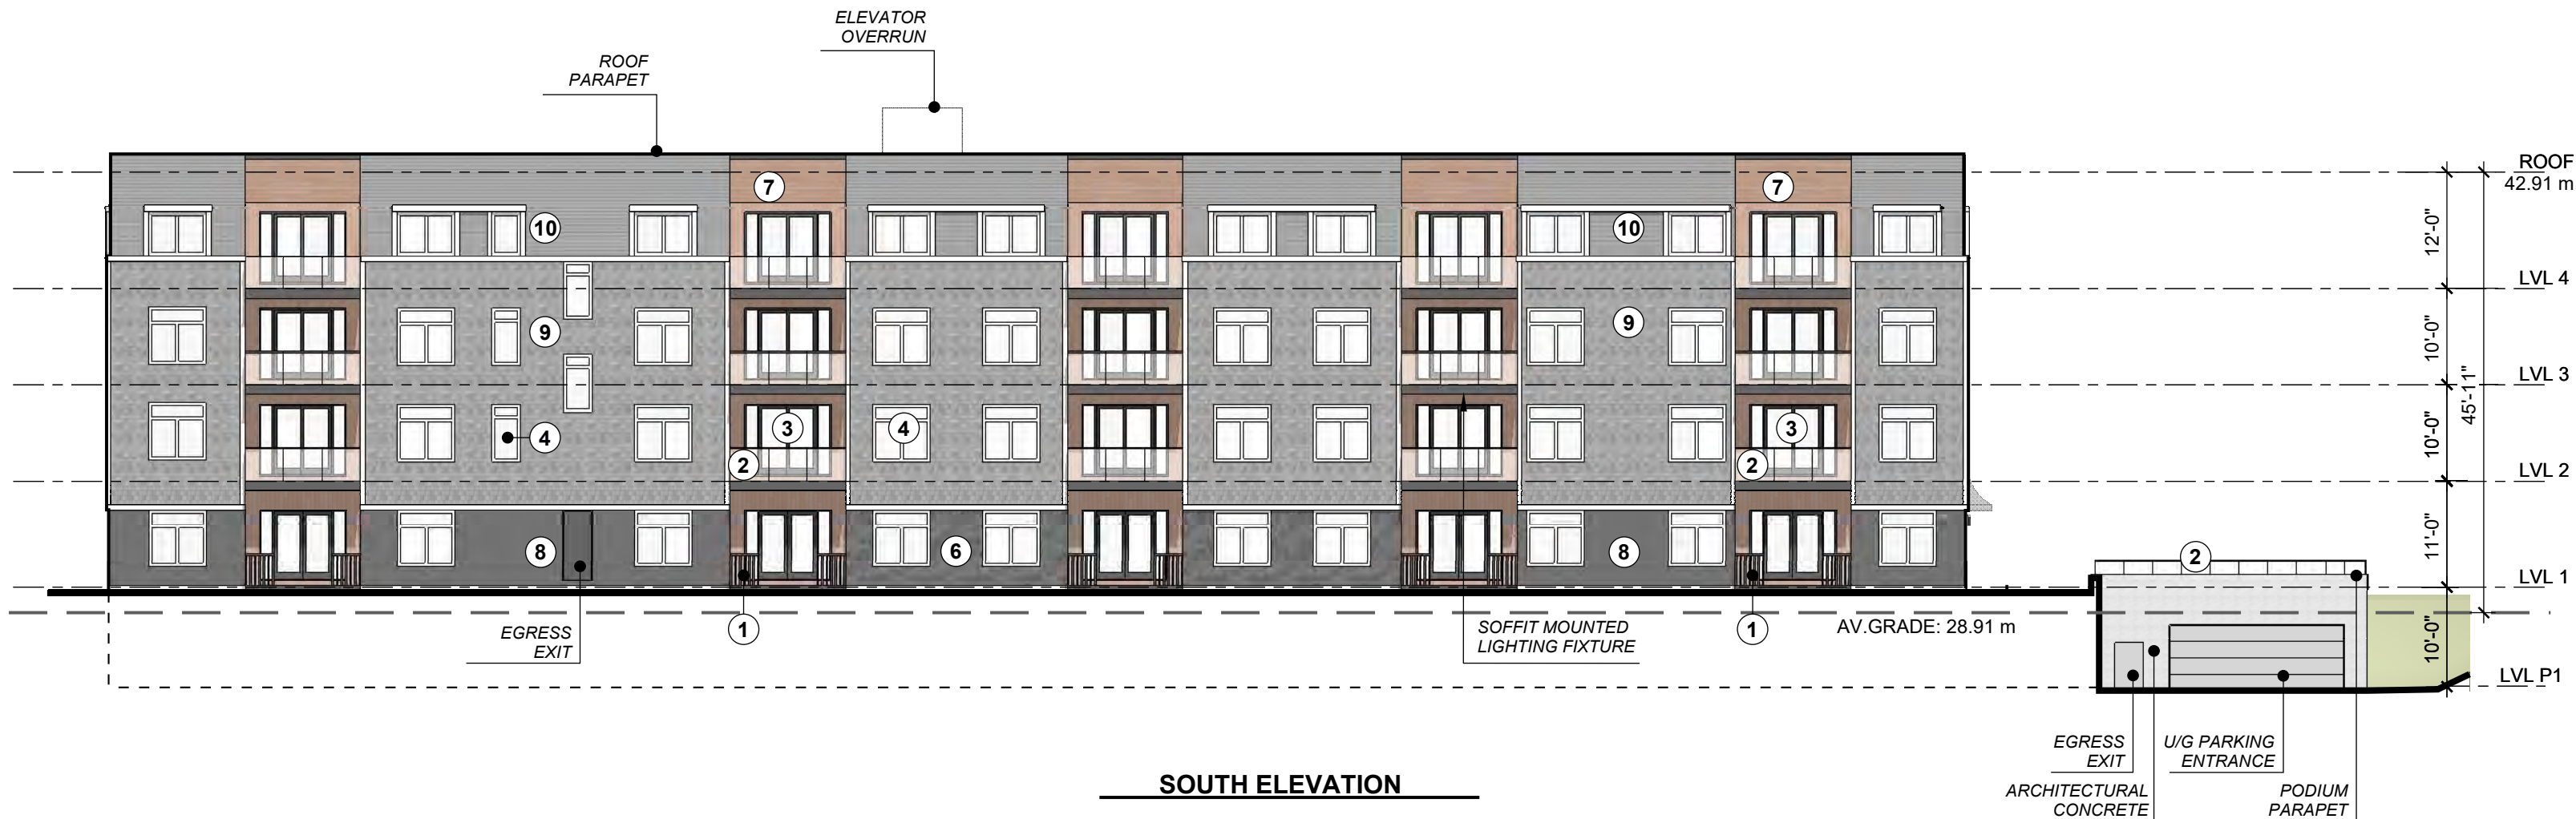 ELEVATOR
OVERRUN
ROOF
PARAPET
ROOF
42.91 m
7
7
12'-0"
10
10
LVL 4
9
9
10'-0"
45'-11"
LVL 3
4
3
4
3
10'-0"
2
2
LVL 2
8
6
8
11'-0"
2
LVL 1
1
1
EGRESS
EXIT
SOFFIT MOUNTED
LIGHTING FIXTURE
AV.GRADE: 28.91 m
10'-0"
LVL P1
EGRESS
EXIT
U/G PARKING
ENTRANCE
ARCHITECTURAL
CONCRETE
PODIUM
PARAPET
SOUTH ELEVATION